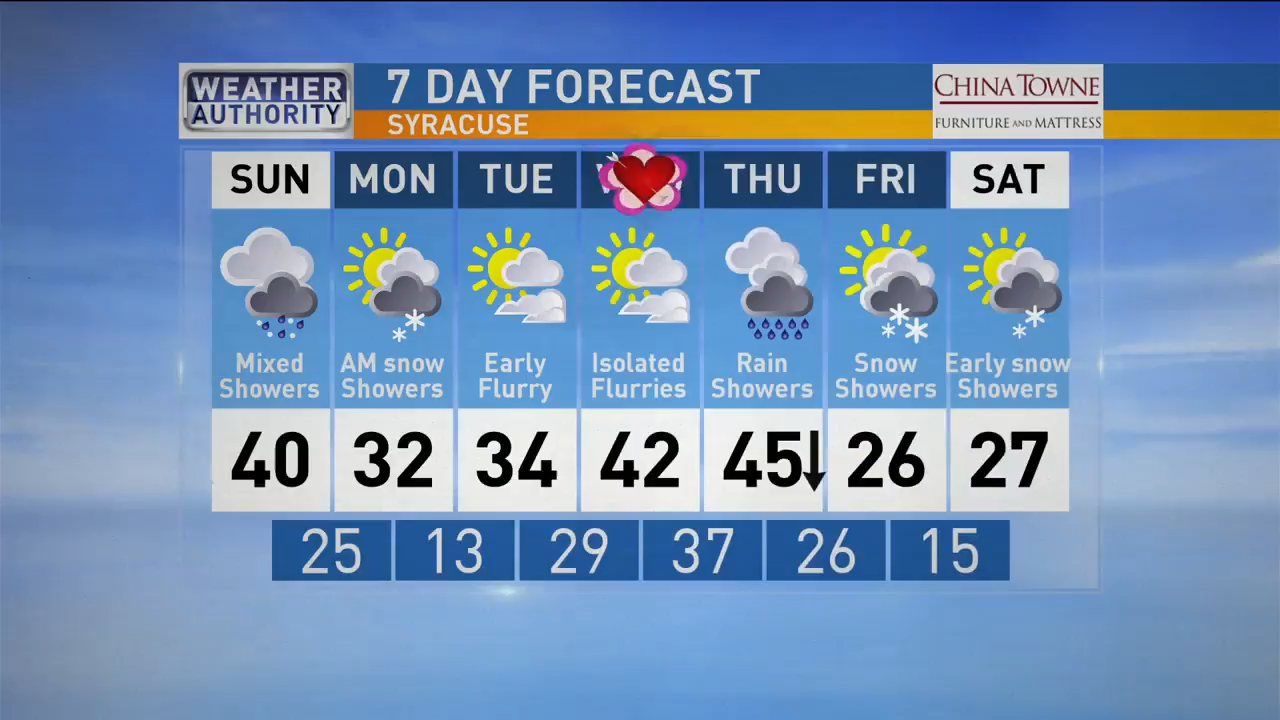 WEATHER
AUTHORITY
7 DAY FORECAST
SYRACUSE
CHINA TOWNE
FURNITURE AND MATTRESS
SUN MON TUE THU FRI SAT
Mixed Showers
AM snow Showers
Early Flurry
Isolated Flurries
Rain Showers
Snow Showers
Early snow Showers
40 32 34 42 45 26 27
25 13 29 37 26 15